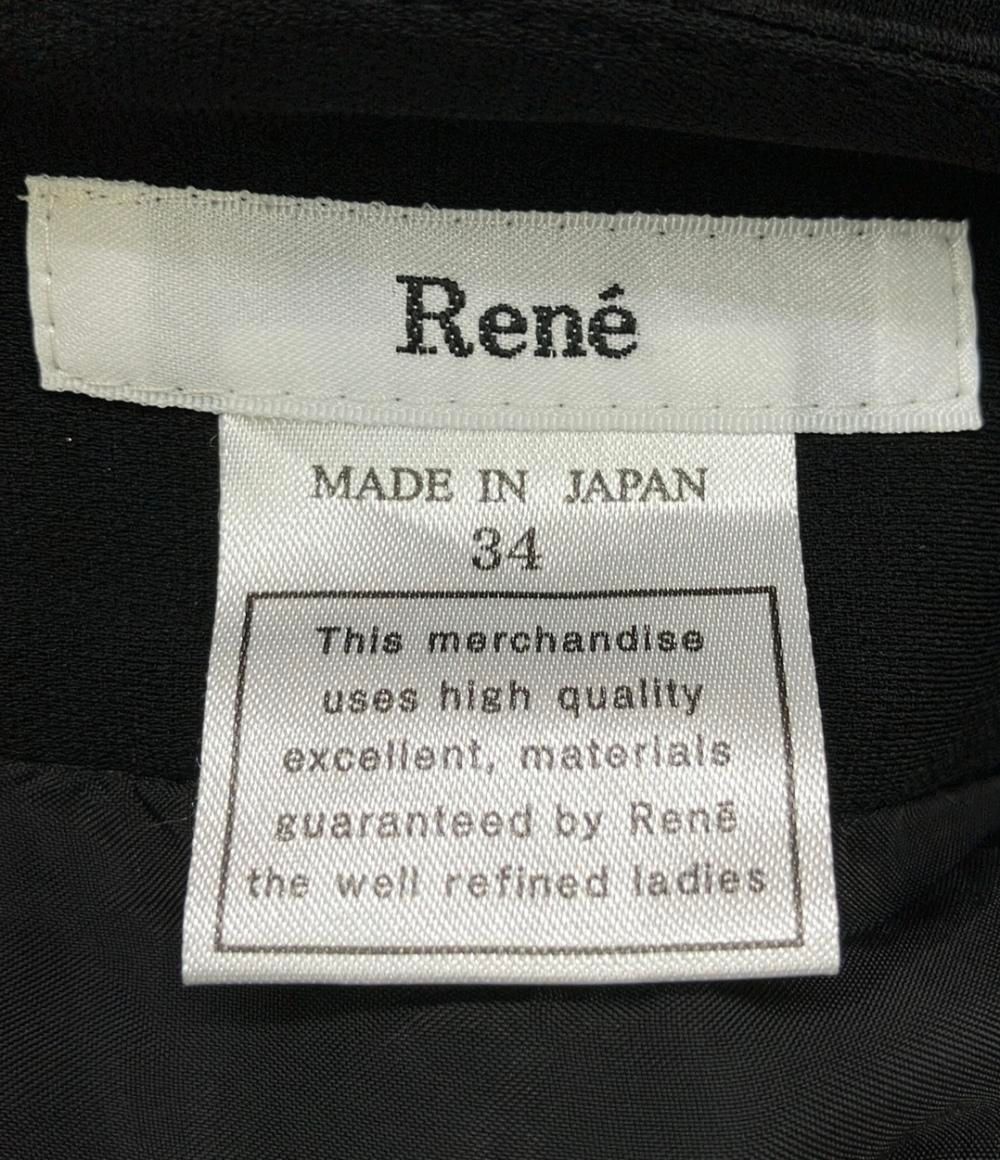 René
MADE IN JAPAN
34
This merchandise
uses high quality
excellent, materials
guaranteed by Renē
the well refined ladies